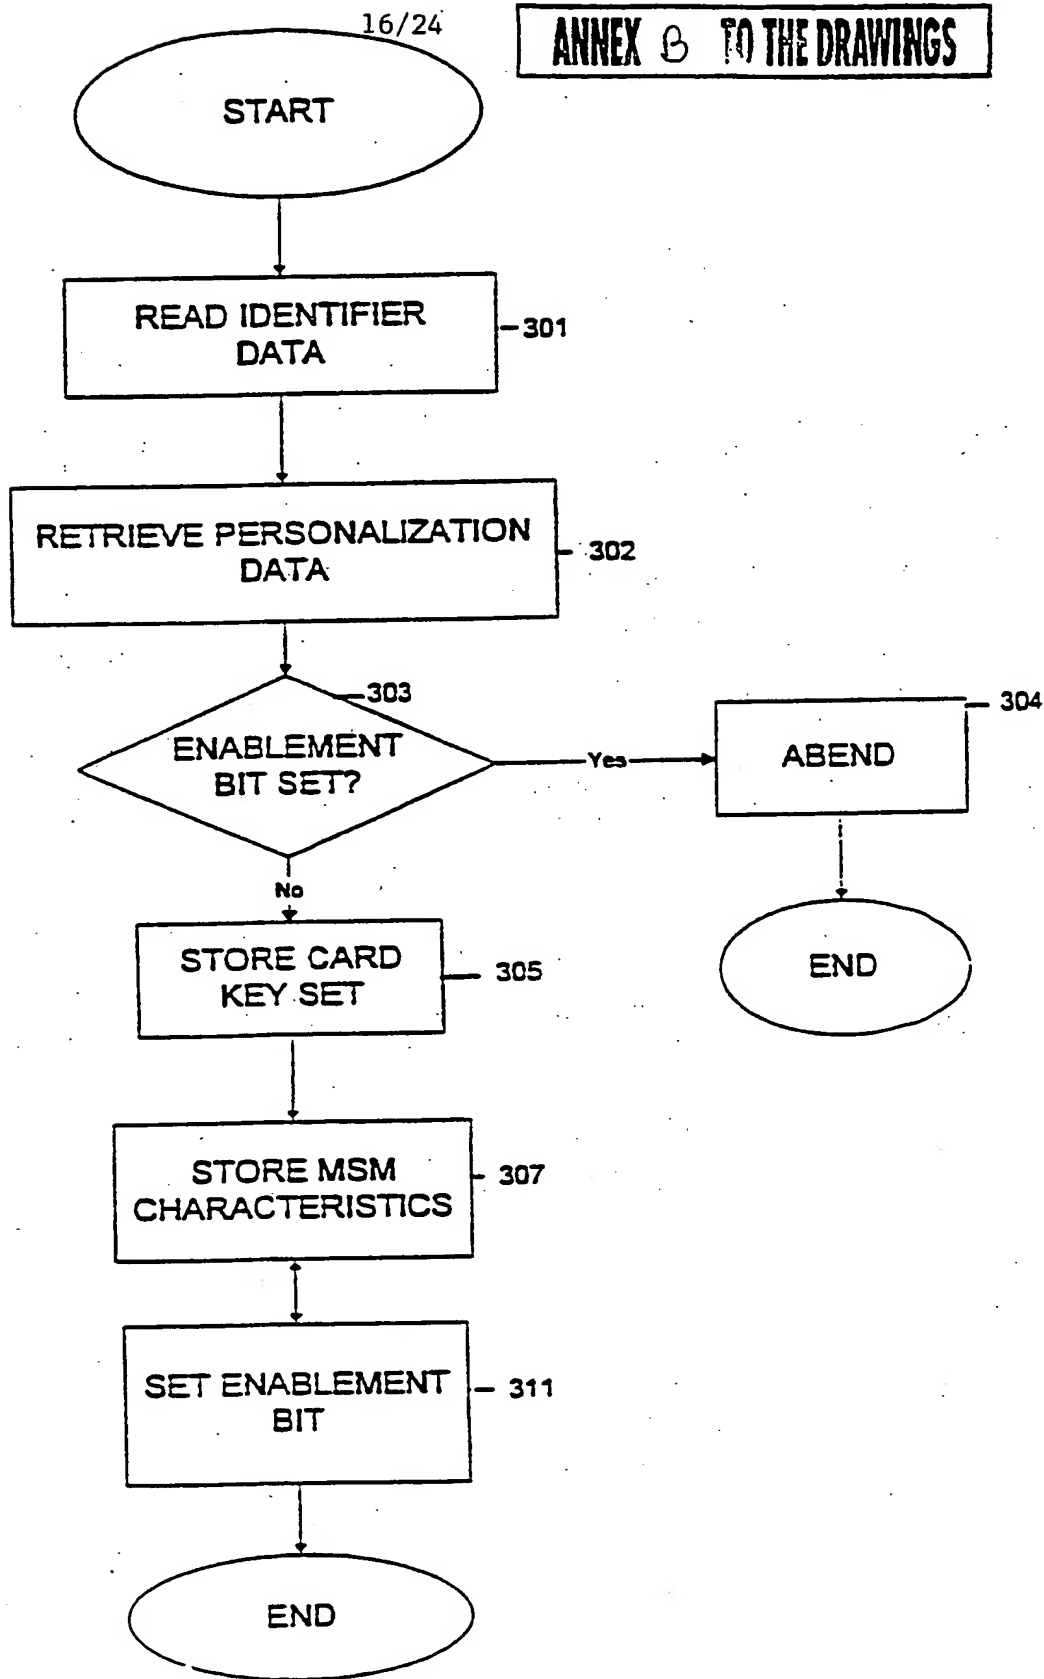 16/24
ANNEX B TO THE DRAWINGS
START
READ IDENTIFIER
DATA
301
RETRIEVE PERSONALIZATION
DATA
302
303
ENABLEMENT
BIT SET?
Yes
304
ABEND
END
No
STORE CARD
KEY SET
305
STORE MSM
CHARACTERISTICS
307
SET ENABLEMENT
BIT
311
END